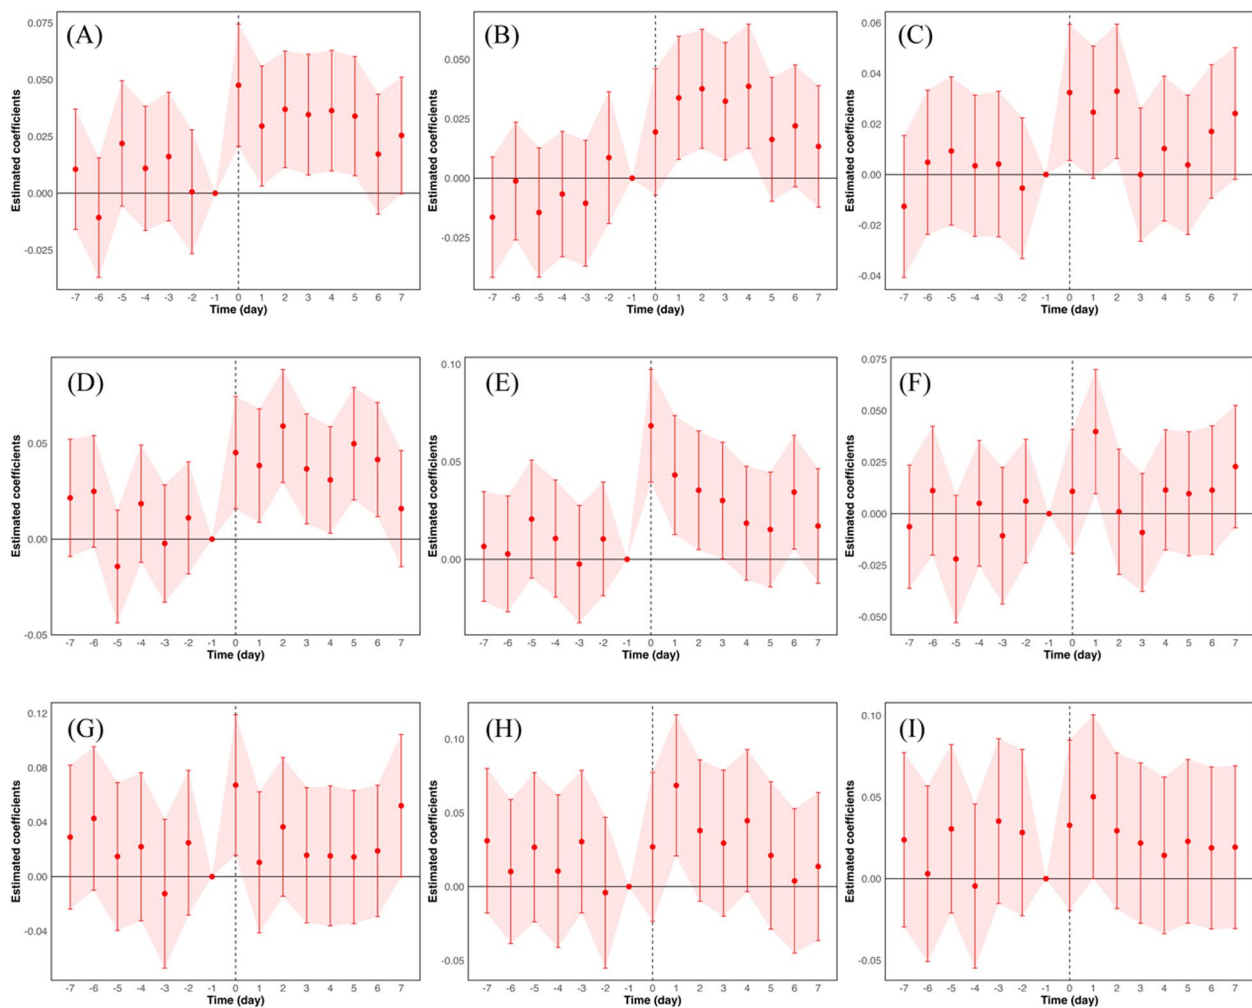 (A)
Estimated coefficients
0.075
0.050
0.025
0.000
-0.025
-7 -6 -5 -4 -3 -2 -1 0 1 2 3 4 5 6 7
Time (day)
(B)
Estimated coefficients
0.050
0.025
0.000
-0.025
-7 -6 -5 -4 -3 -2 -1 0 1 2 3 4 5 6 7
Time (day)
(C)
Estimated coefficients
0.06
0.04
0.02
0.00
-0.02
-0.04
-7 -6 -5 -4 -3 -2 -1 0 1 2 3 4 5 6 7
Time (day)
(D)
Estimated coefficients
0.05
0.00
-0.05
-7 -6 -5 -4 -3 -2 -1 0 1 2 3 4 5 6 7
Time (day)
(E)
Estimated coefficients
0.10
0.05
0.00
-7 -6 -5 -4 -3 -2 -1 0 1 2 3 4 5 6 7
Time (day)
(F)
Estimated coefficients
0.075
0.050
0.025
0.000
-0.025
-0.050
-7 -6 -5 -4 -3 -2 -1 0 1 2 3 4 5 6 7
Time (day)
(G)
Estimated coefficients
0.12
0.08
0.04
0.00
-0.04
-7 -6 -5 -4 -3 -2 -1 0 1 2 3 4 5 6 7
Time (day)
(H)
Estimated coefficients
0.10
0.05
0.00
-0.05
-7 -6 -5 -4 -3 -2 -1 0 1 2 3 4 5 6 7
Time (day)
(I)
Estimated coefficients
0.10
0.05
0.00
-0.05
-7 -6 -5 -4 -3 -2 -1 0 1 2 3 4 5 6 7
Time (day)